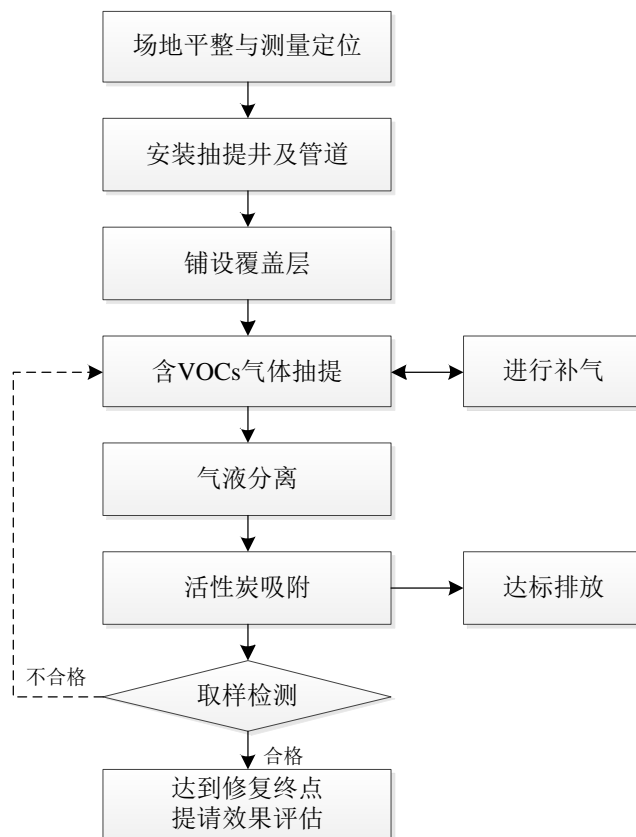 场地平整与测量定位
安装抽提井及管道
铺设覆盖层
含VOCs气体抽提
进行补气
气液分离
活性炭吸附
达标排放
不合格
取样检测
合格
达到修复终点
提请效果评估